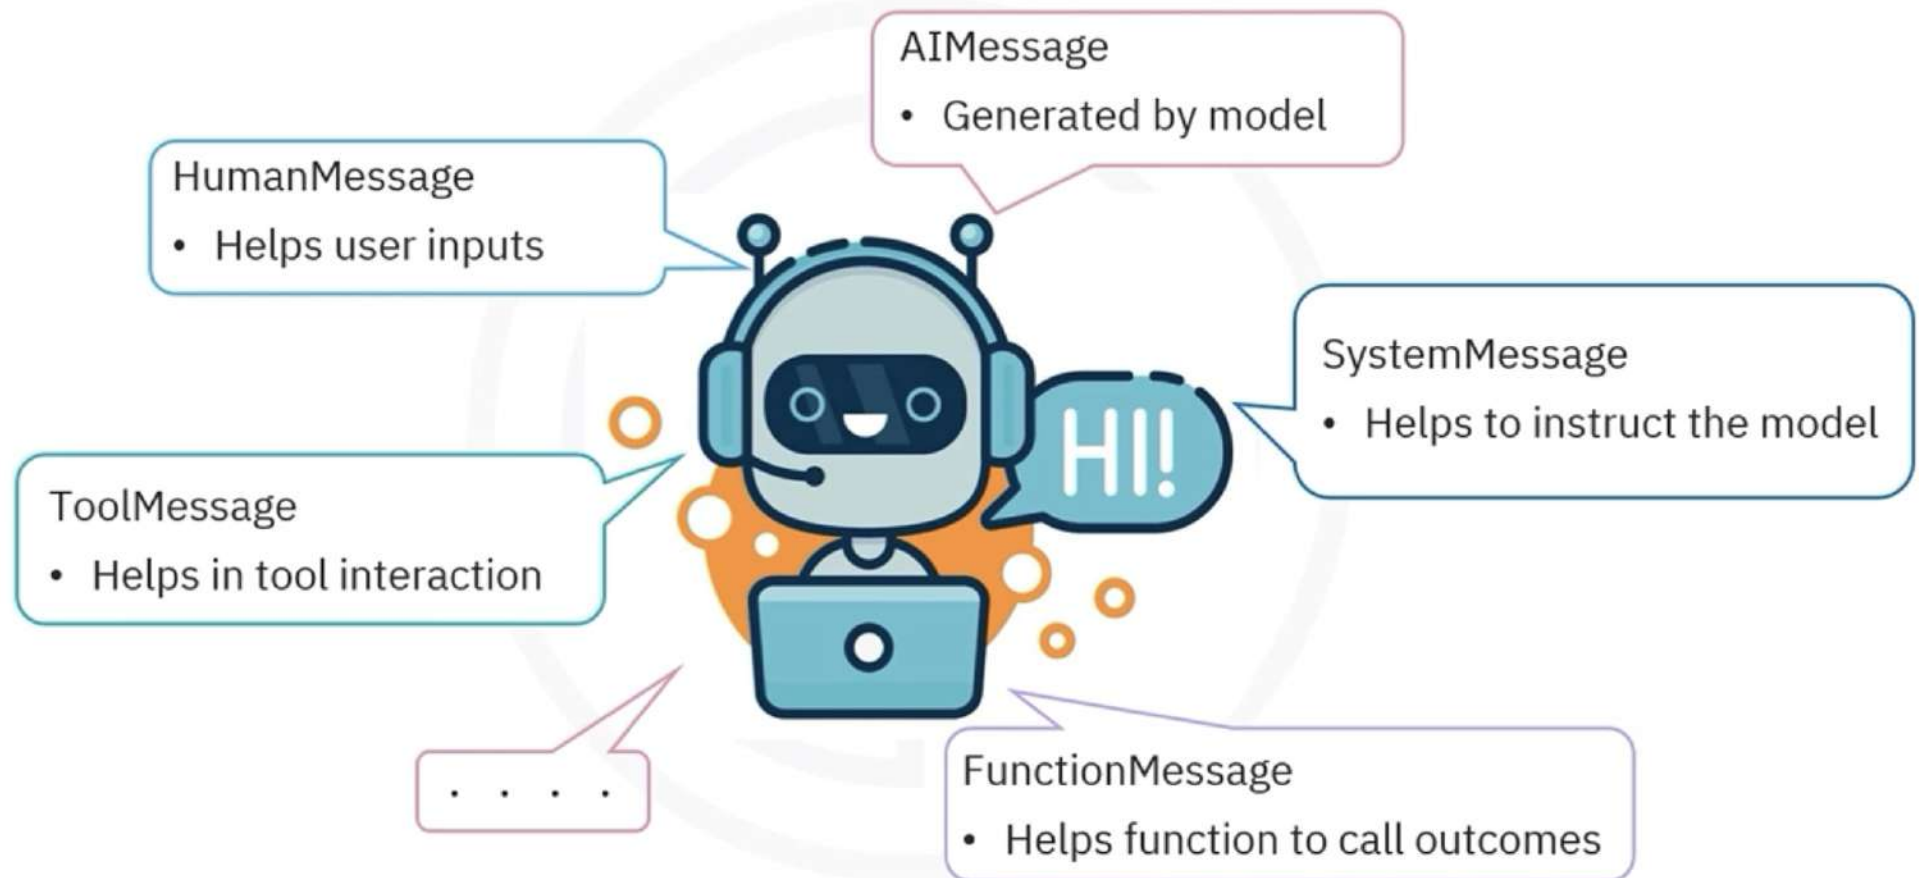 AIMessage
• Generated by model
HumanMessage
• Helps user inputs
SystemMessage
• Helps to instruct the model
HI!
ToolMessage
• Helps in tool interaction
. . . .
FunctionMessage
• Helps function to call outcomes